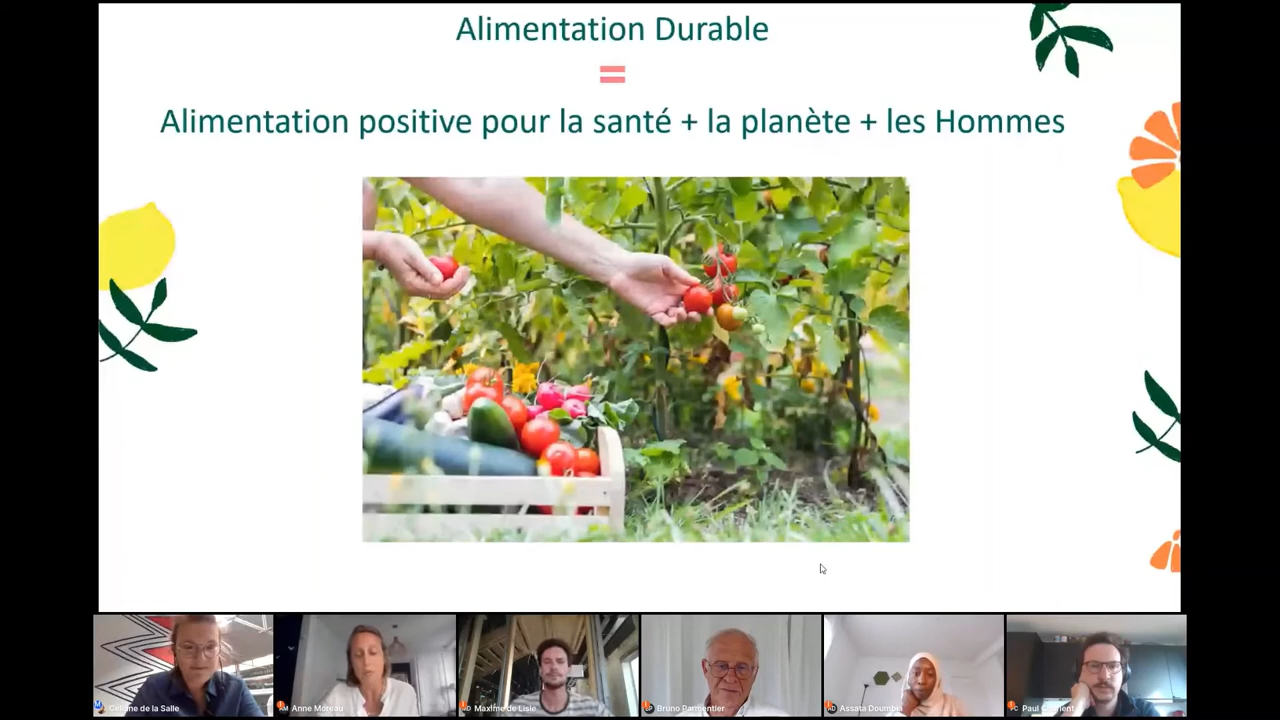 Alimentation Durable
=
Alimentation positive pour la santé + la planète + les Hommes
de la Salle
Anne Moreau
Maxime de Lisle
Bruno Parmentier
Assata Doumbia
Paul